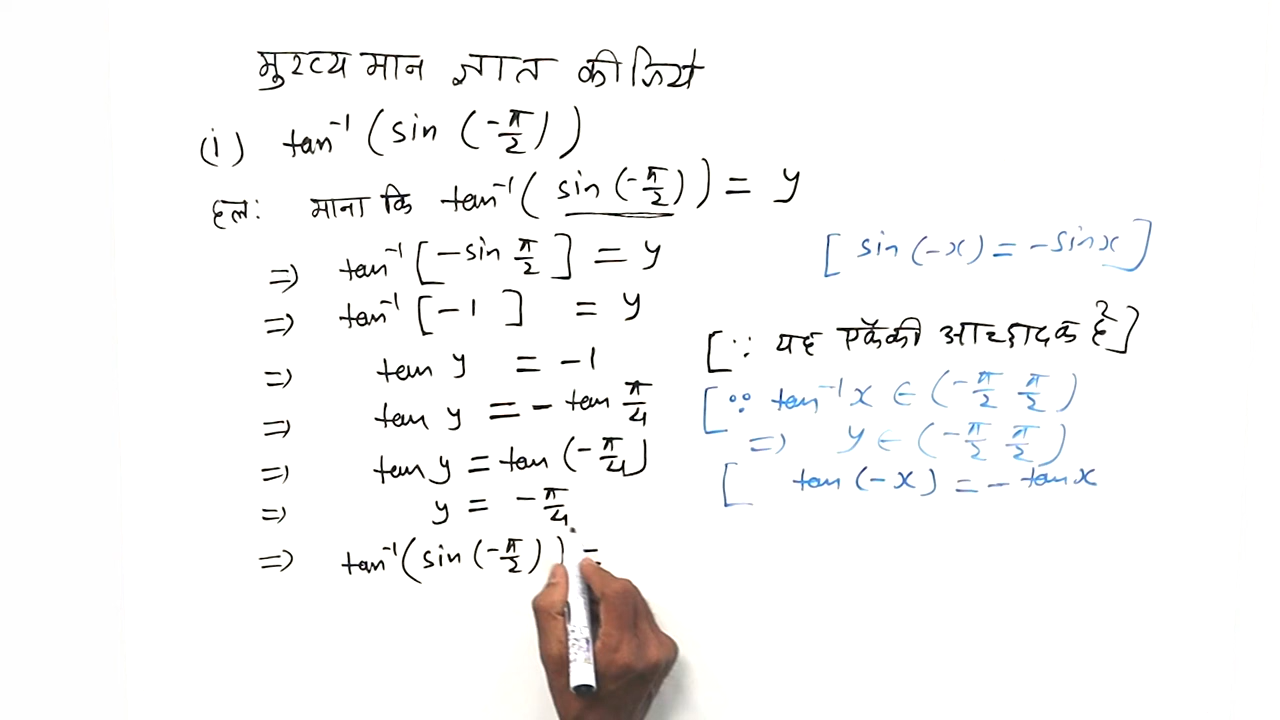 मुख्य मान ज्ञात कीजिये
(i) tan⁻¹(sin(-π/2))
हल: माना कि tan⁻¹(sin(-π/2)) = y
⇒ tan⁻¹[-sin π/2] = y
[sin(-x) = -sinx]
⇒ tan⁻¹[-1] = y
[∵ यह एकैकी आच्छादक है]
⇒ tan y = -1
[∵ tan⁻¹x ∈ (-π/2 π/2)
⇒ tan y = - tan π/4
⇒ y ∈ (-π/2 π/2)
⇒ tan y = tan(-π/4)
[ tan(-x) = - tanx
⇒ y = -π/4
⇒ tan⁻¹(sin(-π/2)) =